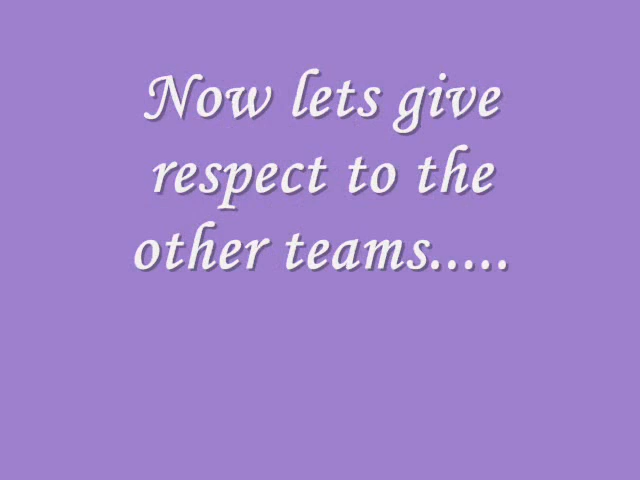 Now lets give
respect to the
other teams.....